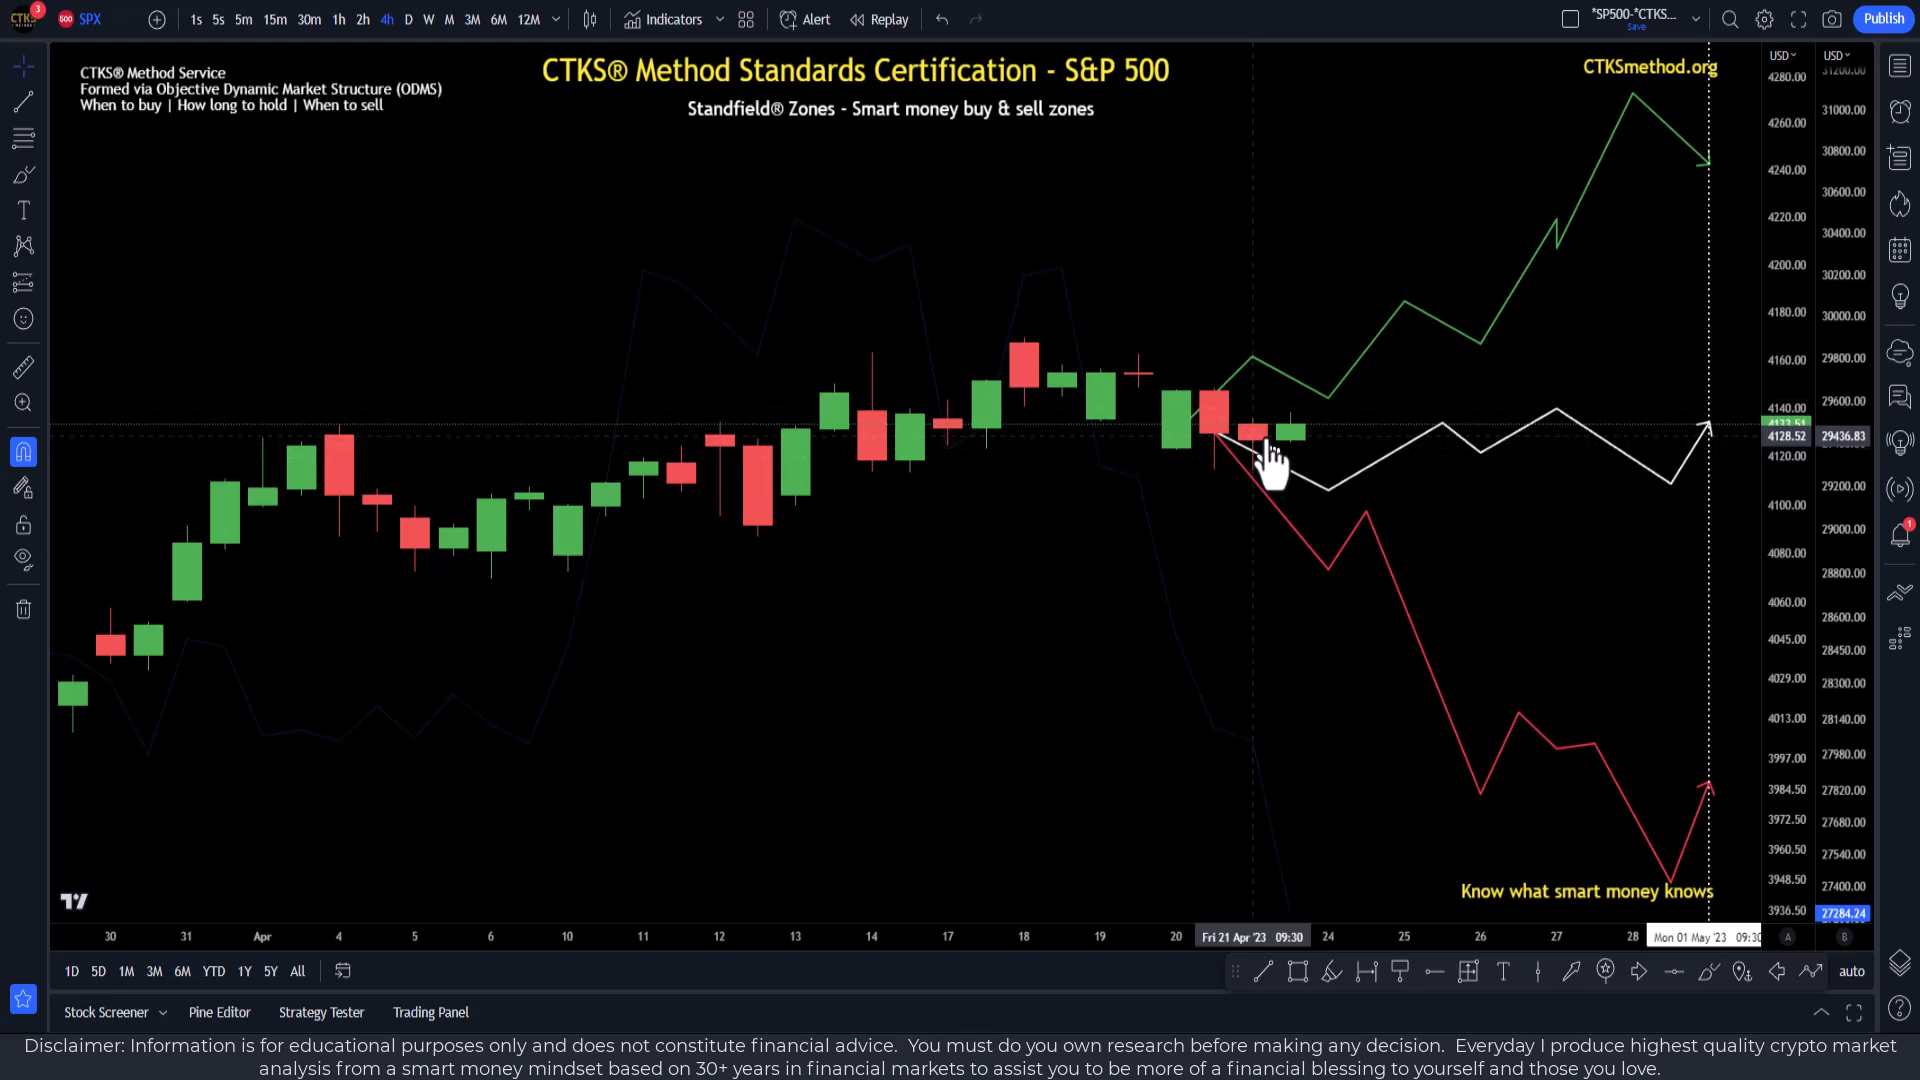 CTKS
3
500 SPX
1s 5s 5m 15m 30m 1h 2h 4h D W M 3M 6M 12M
Indicators
Alert
Replay
*SP500-*CTKS...
Save
Publish
CTKS® Method Service
Formed via Objective Dynamic Market Structure (ODMS)
When to buy | How long to hold | When to sell
CTKS® Method Standards Certification - S&P 500
Standfield® Zones - Smart money buy & sell zones
CTKSmethod.org
USD USD
4280.00 31200.00
4260.00 31000.00
4240.00 30800.00
4220.00 30600.00
4200.00 30400.00
4180.00 30200.00
4160.00 30000.00
4140.00 29800.00
29600.00
4128.52 29436.83
4120.00 29200.00
4100.00 29000.00
4080.00 28800.00
4060.00 28600.00
4045.00 28450.00
4029.00 28300.00
4013.00 28140.00
3997.00 27980.00
3984.50 27820.00
3972.50 27680.00
3960.50 27540.00
3948.50 27400.00
3936.50 27284.24
1
Know what smart money knows
30 31 Apr 4 5 6 10 11 12 13 14 17 18 19 20 Fri 21 Apr '23 09:30 24 25 26 27 28 Mon 01 May '23 09:30 A B
1D 5D 1M 3M 6M YTD 1Y 5Y All
auto
Stock Screener Pine Editor Strategy Tester Trading Panel
Disclaimer: Information is for educational purposes only and does not constitute financial advice. You must do you own research before making any decision. Everyday I produce highest quality crypto market
analysis from a smart money mindset based on 30+ years in financial markets to assist you to be more of a financial blessing to yourself and those you love.